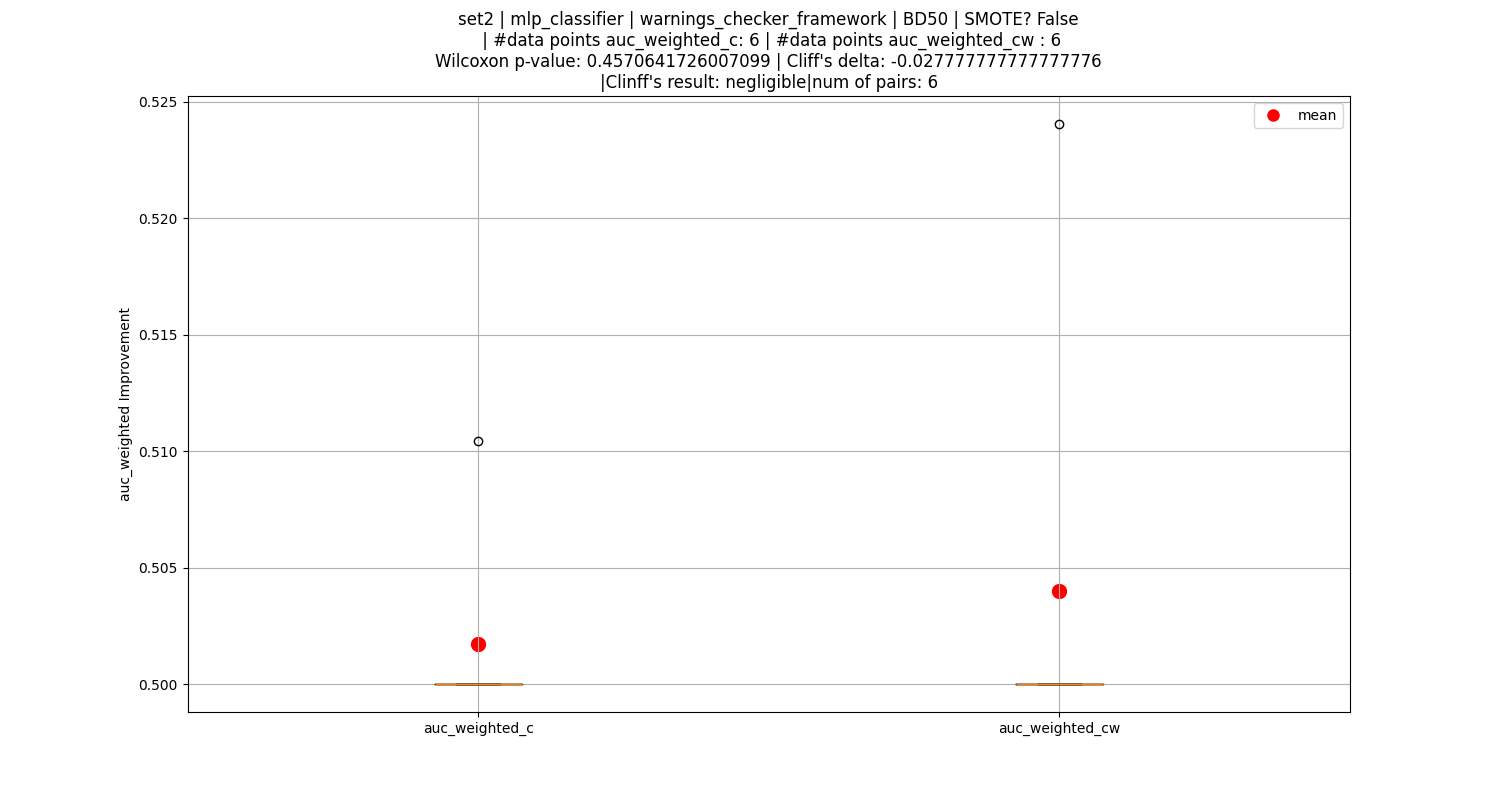 set2 | mlp_classifier | warnings_checker_framework | BD50 | SMOTE? False
| #data points auc_weighted_c: 6 | #data points auc_weighted_cw : 6
Wilcoxon p-value: 0.4570641726007099 | Cliff's delta: -0.027777777777777776
|Clinff's result: negligible|num of pairs: 6
mean
0.525
0.520
0.515
0.510
0.505
0.500
auc_weighted Improvement
auc_weighted_c
auc_weighted_cw